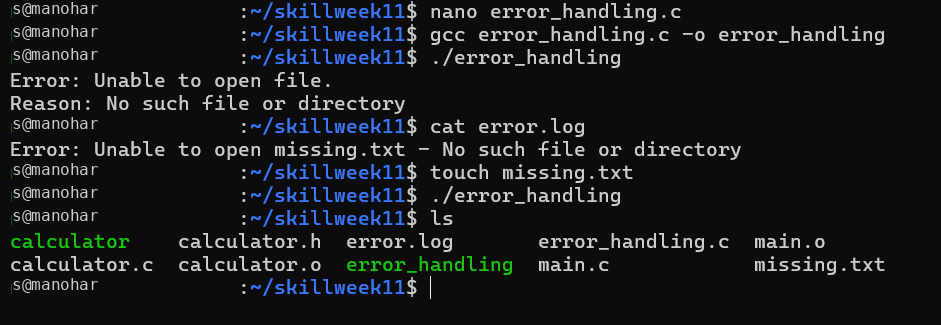 s@manohar :~/skillweek11$ nano error_handling.c
s@manohar :~/skillweek11$ gcc error_handling.c -o error_handling
s@manohar :~/skillweek11$ ./error_handling
Error: Unable to open file.
Reason: No such file or directory
s@manohar :~/skillweek11$ cat error.log
Error: Unable to open missing.txt - No such file or directory
s@manohar :~/skillweek11$ touch missing.txt
s@manohar :~/skillweek11$ ./error_handling
s@manohar :~/skillweek11$ ls
calculator calculator.h error.log error_handling.c main.o
calculator.c calculator.o error_handling main.c missing.txt
s@manohar :~/skillweek11$